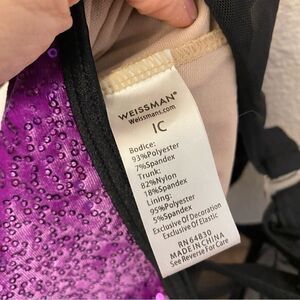 WEISSMAN®
Weissmans.com
IC
Bodice:
93%Polyester
7%Spandex
Trunk:
82%Nylon
18%Spandex
Lining:
95%Polyester
5%Spandex
Exclusive Of Decoration
Exclusive Of Elastic
RN64830
MADE IN CHINA
See Reverse For Care